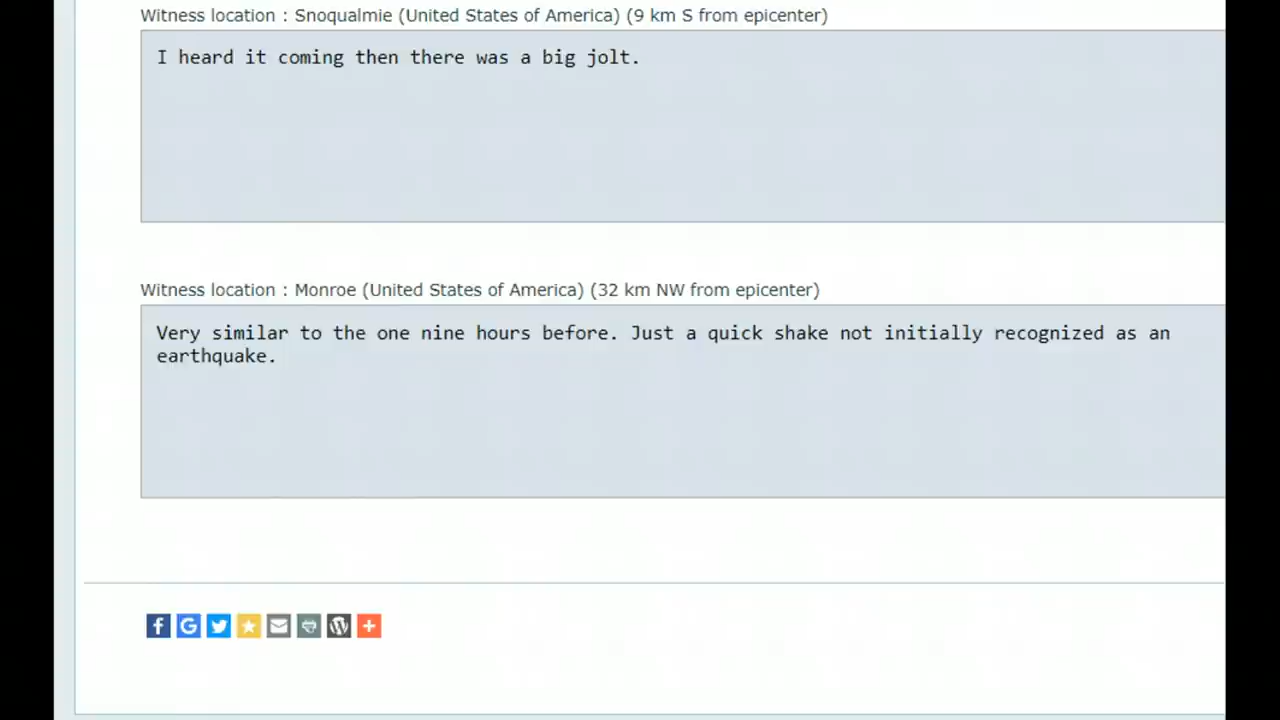 Witness location : Snoqualmie (United States of America) (9 km S from epicenter)
I heard it coming then there was a big jolt.
Witness location : Monroe (United States of America) (32 km NW from epicenter)
Very similar to the one nine hours before. Just a quick shake not initially recognized as an
earthquake.